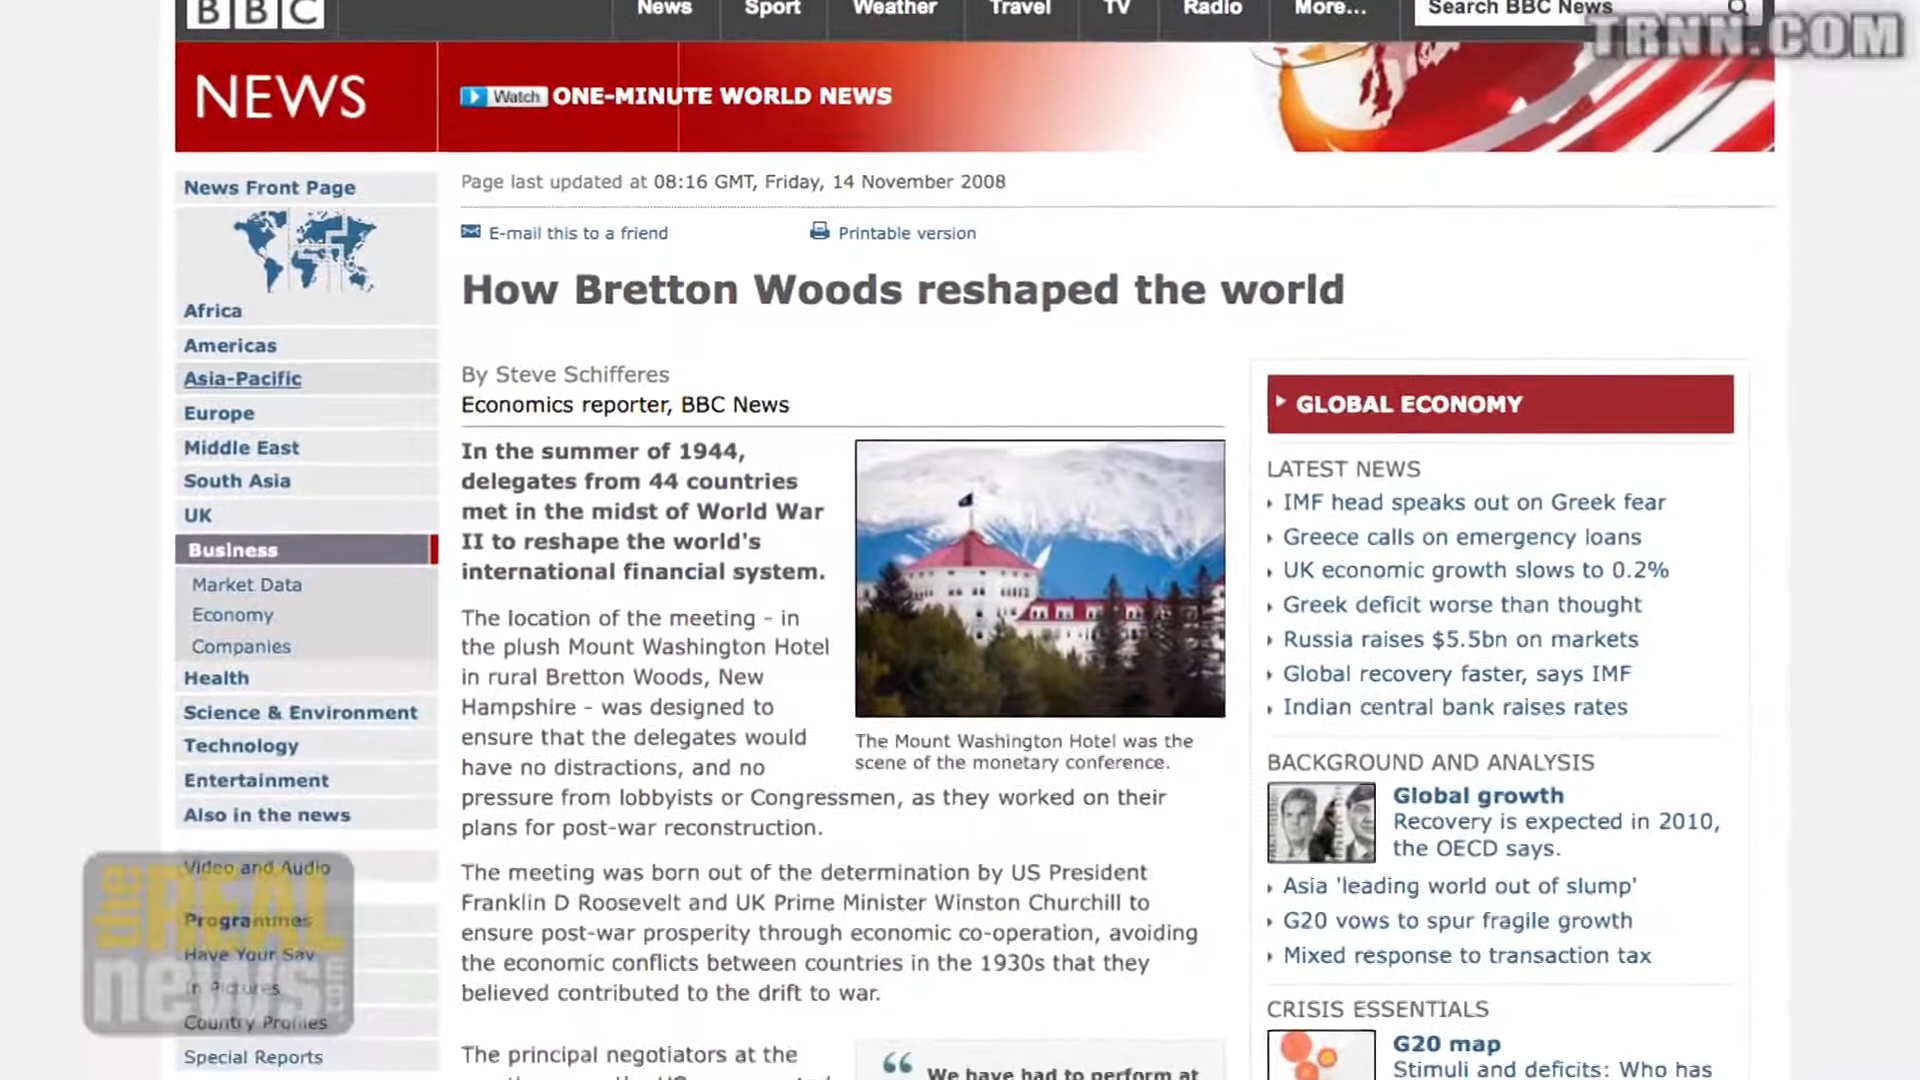 BBC
News Sport Weather Travel TV Radio More... Search BBC News
TRNN.COM
NEWS
Watch ONE-MINUTE WORLD NEWS
News Front Page
Africa
Americas
Asia-Pacific
Europe
Middle East
South Asia
UK
Business
Market Data
Economy
Companies
Health
Science & Environment
Technology
Entertainment
Also in the news
Video and Audio
Programmes
Have Your Say
In Pictures
Country Profiles
Special Reports
the REAL
news.com
Page last updated at 08:16 GMT, Friday, 14 November 2008
E-mail this to a friend Printable version
How Bretton Woods reshaped the world
By Steve Schifferes
Economics reporter, BBC News
In the summer of 1944,
delegates from 44 countries
met in the midst of World War
II to reshape the world's
international financial system.
The location of the meeting - in
the plush Mount Washington Hotel
in rural Bretton Woods, New
Hampshire - was designed to
ensure that the delegates would
have no distractions, and no
pressure from lobbyists or Congressmen, as they worked on their
plans for post-war reconstruction.
The Mount Washington Hotel was the
scene of the monetary conference.
The meeting was born out of the determination by US President
Franklin D Roosevelt and UK Prime Minister Winston Churchill to
ensure post-war prosperity through economic co-operation, avoiding
the economic conflicts between countries in the 1930s that they
believed contributed to the drift to war.
The principal negotiators at the
“ We have had to perform at
GLOBAL ECONOMY
LATEST NEWS
IMF head speaks out on Greek fear
Greece calls on emergency loans
UK economic growth slows to 0.2%
Greek deficit worse than thought
Russia raises $5.5bn on markets
Global recovery faster, says IMF
Indian central bank raises rates
BACKGROUND AND ANALYSIS
Global growth
Recovery is expected in 2010,
the OECD says.
Asia 'leading world out of slump'
G20 vows to spur fragile growth
Mixed response to transaction tax
CRISIS ESSENTIALS
G20 map
Stimuli and deficits: Who has